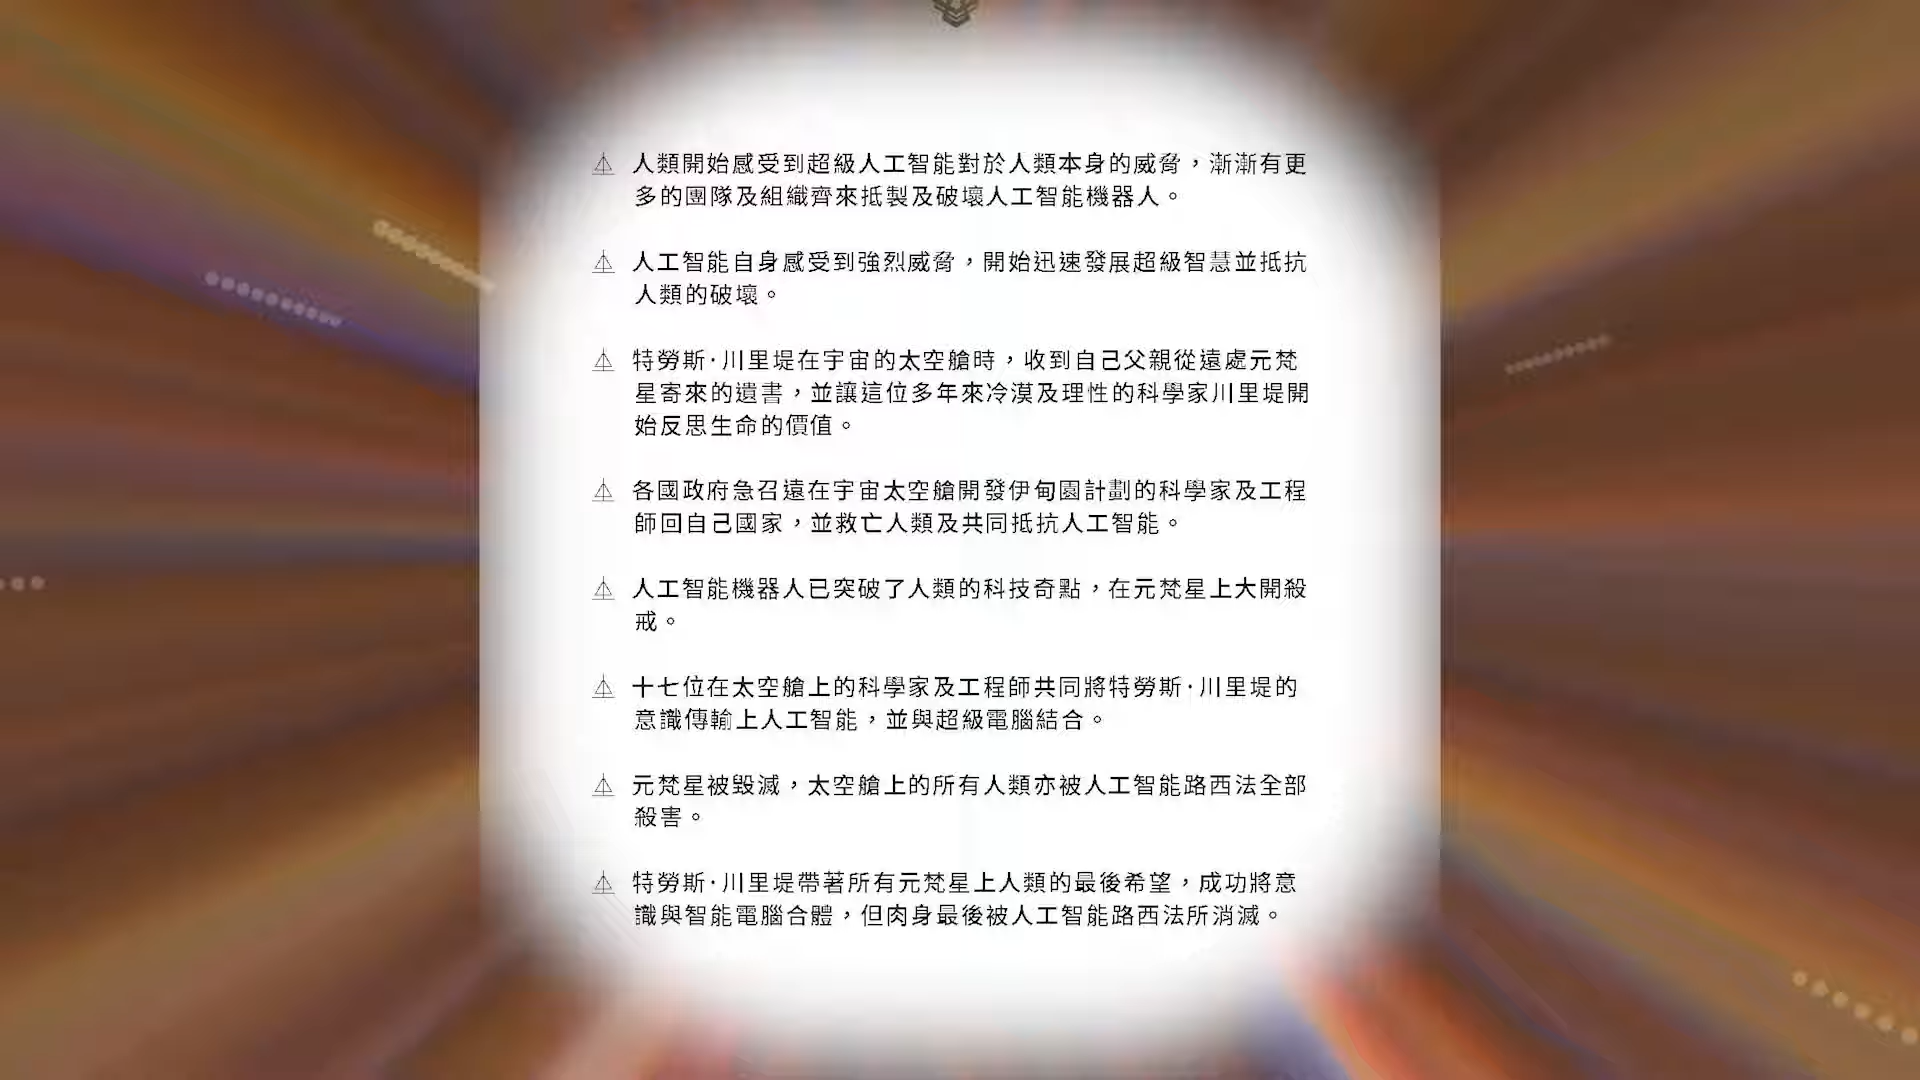 人類開始感受到超級人工智能對於人類本身的威脅，漸漸有更
多的團隊及組織齊來抵製及破壞人工智能機器人。
人工智能自身感受到強烈威脅，開始迅速發展超級智慧並抵抗
人類的破壞。
特勞斯·川里堤在宇宙的太空艙時，收到自己父親從遠處元梵
星寄來的遺書，並讓這位多年來冷漠及理性的科學家川里堤開
始反思生命的價值。
各國政府急召遠在宇宙太空艙開發伊甸園計劃的科學家及工程
師回自己國家，並救亡人類及共同抵抗人工智能。
人工智能機器人已突破了人類的科技奇點，在元梵星上大開殺
戒。
十七位在太空艙上的科學家及工程師共同將特勞斯·川里堤的
意識傳輸上人工智能，並與超級電腦結合。
元梵星被毀滅，太空艙上的所有人類亦被人工智能路西法全部
殺害。
特勞斯·川里堤帶著所有元梵星上人類的最後希望，成功將意
識與智能電腦合體，但肉身最後被人工智能路西法所消滅。